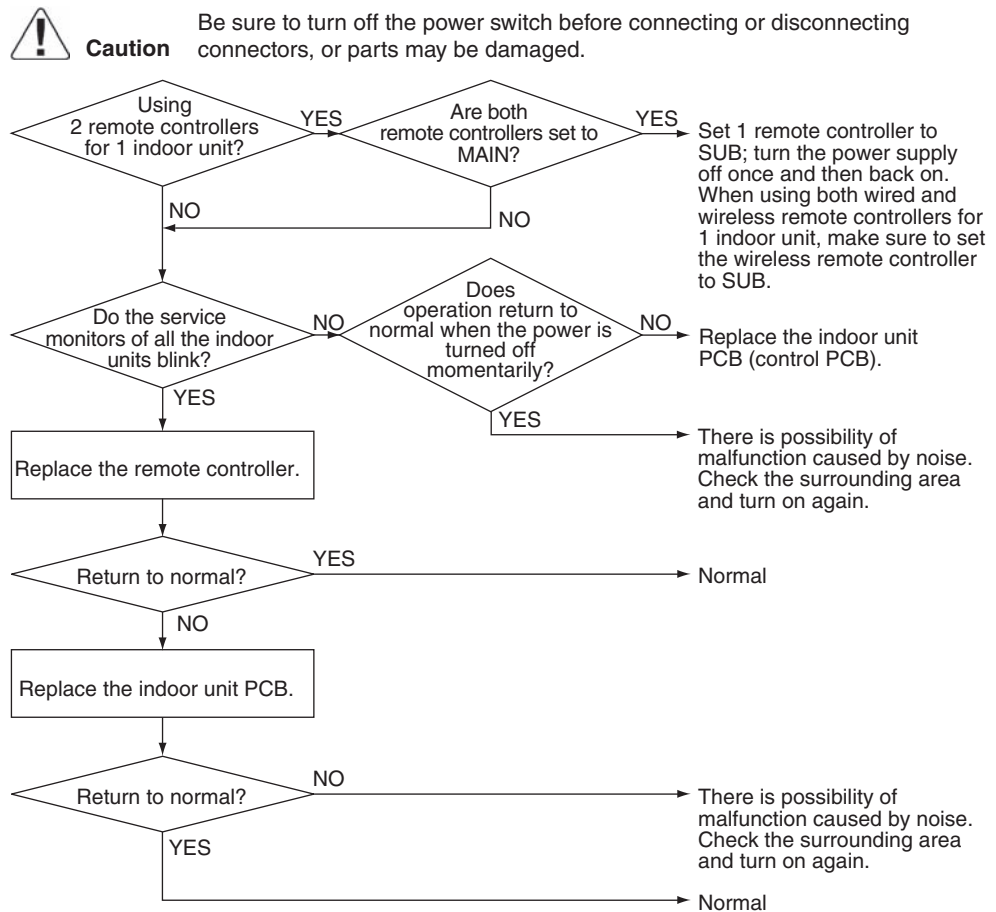 Caution
Be sure to turn off the power switch before connecting or disconnecting
connectors, or parts may be damaged.
Using
2 remote controllers
for 1 indoor unit?
YES
Are both
remote controllers set to
MAIN?
YES
Set 1 remote controller to
SUB; turn the power supply
off once and then back on.
When using both wired and
wireless remote controllers for
1 indoor unit, make sure to set
the wireless remote controller
to SUB.
NO
NO
Do the service
monitors of all the indoor
units blink?
NO
Does
operation return to
normal when the power is
turned off
momentarily?
NO
Replace the indoor unit
PCB (control PCB).
YES
YES
There is possibility of
malfunction caused by noise.
Check the surrounding area
and turn on again.
Replace the remote controller.
Return to normal?
YES
Normal
NO
Replace the indoor unit PCB.
Return to normal?
NO
There is possibility of
malfunction caused by noise.
Check the surrounding area
and turn on again.
YES
Normal